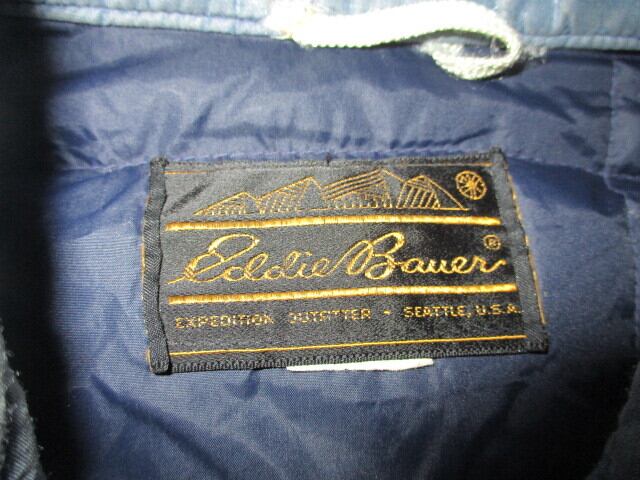 Eddie Bauer®
EXPEDITION OUTFITTER - SEATTLE, U.S.A.